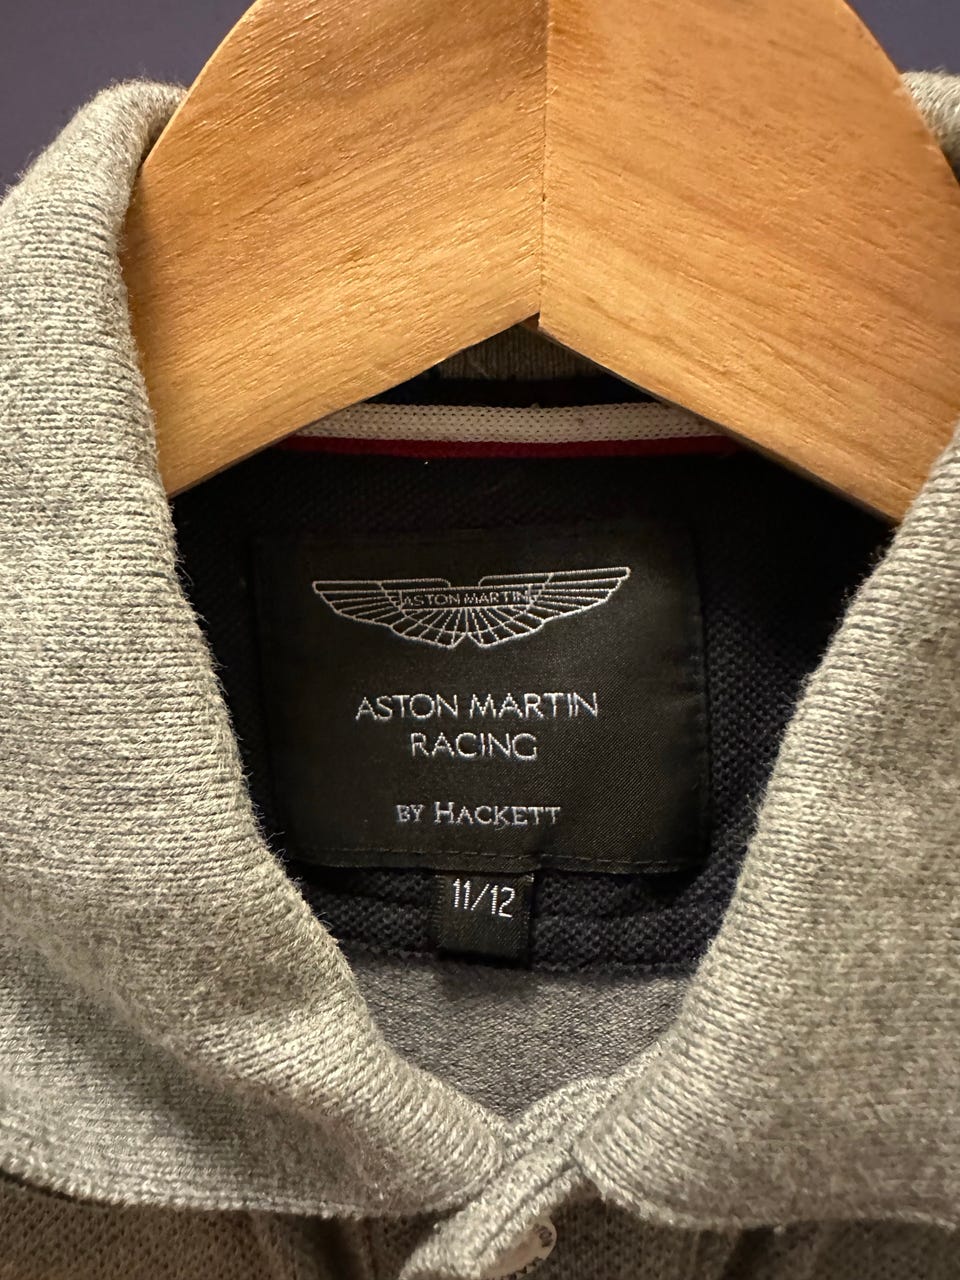 ASTON MARTIN
ASTON MARTIN
RACING
BY HACKETT
11/12